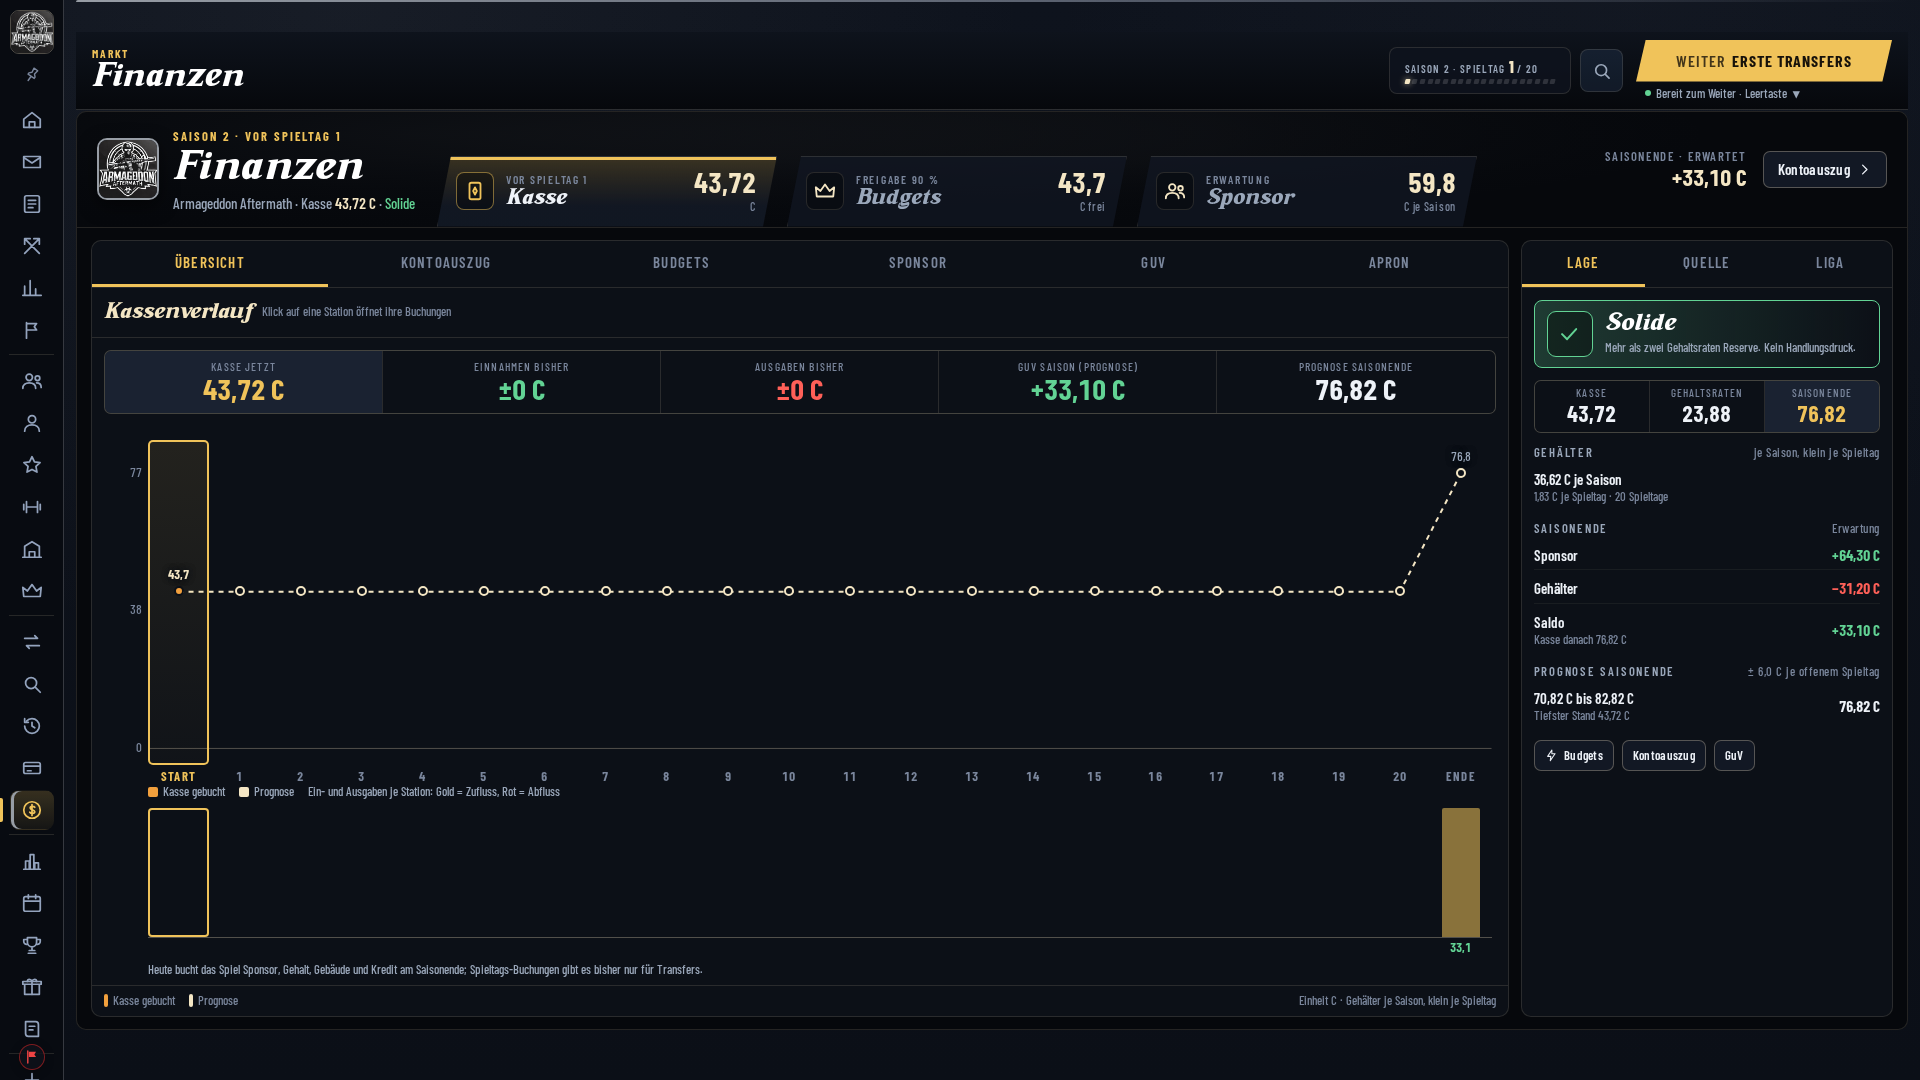 MARKT
Finanzen
SAISON 2 · SPIELTAG 1 / 20
WEITER ERSTE TRANSFERS
Bereit zum Weiter · Leertaste ▼
ARMAGEDDON
AFTERMATH
SAISON 2 · VOR SPIELTAG 1
Finanzen
Armageddon Aftermath · Kasse 43,72 C · Solide
VOR SPIELTAG 1
Kasse
43,72
C
FREIGABE 90 %
Budgets
43,7
C frei
ERWARTUNG
Sponsor
59,8
C je Saison
SAISONENDE · ERWARTET
+33,10 C
Kontoauszug
ÜBERSICHT
KONTOAUSZUG
BUDGETS
SPONSOR
GUV
APRON
Kassenverlauf Klick auf eine Station öffnet ihre Buchungen
KASSE JETZT
43,72 C
EINNAHMEN BISHER
±0 C
AUSGABEN BISHER
±0 C
GUV SAISON (PROGNOSE)
+33,10 C
PROGNOSE SAISONENDE
76,82 C
77
38
0
43,7
76,8
START 1 2 3 4 5 6 7 8 9 10 11 12 13 14 15 16 17 18 19 20 ENDE
Kasse gebucht Prognose Ein- und Ausgaben je Station: Gold = Zufluss, Rot = Abfluss
33,1
Heute bucht das Spiel Sponsor, Gehalt, Gebäude und Kredit am Saisonende; Spieltags-Buchungen gibt es bisher nur für Transfers.
Kasse gebucht Prognose
Einheit C · Gehälter je Saison, klein je Spieltag
LAGE
QUELLE
LIGA
Solide
Mehr als zwei Gehaltsraten Reserve. Kein Handlungsdruck.
KASSE
43,72
GEHALTSRATEN
23,88
SAISONENDE
76,82
GEHÄLTER je Saison, klein je Spieltag
36,62 C je Saison
1,83 C je Spieltag · 20 Spieltage
SAISONENDE Erwartung
Sponsor +64,30 C
Gehälter −31,20 C
Saldo +33,10 C
Kasse danach 76,82 C
PROGNOSE SAISONENDE ± 6,0 C je offenem Spieltag
70,82 C bis 82,82 C 76,82 C
Tiefster Stand 43,72 C
Budgets
Kontoauszug
GuV